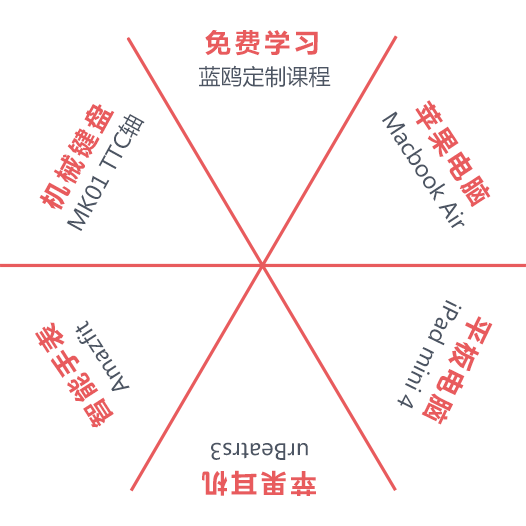 免费学习
蓝鸥定制课程
苹果电脑
Macbook Air
平板电脑
iPad mini 4
苹果耳机
urBeatrs3
智能手表
Amazfit
机械键盘
MK01 TTC轴